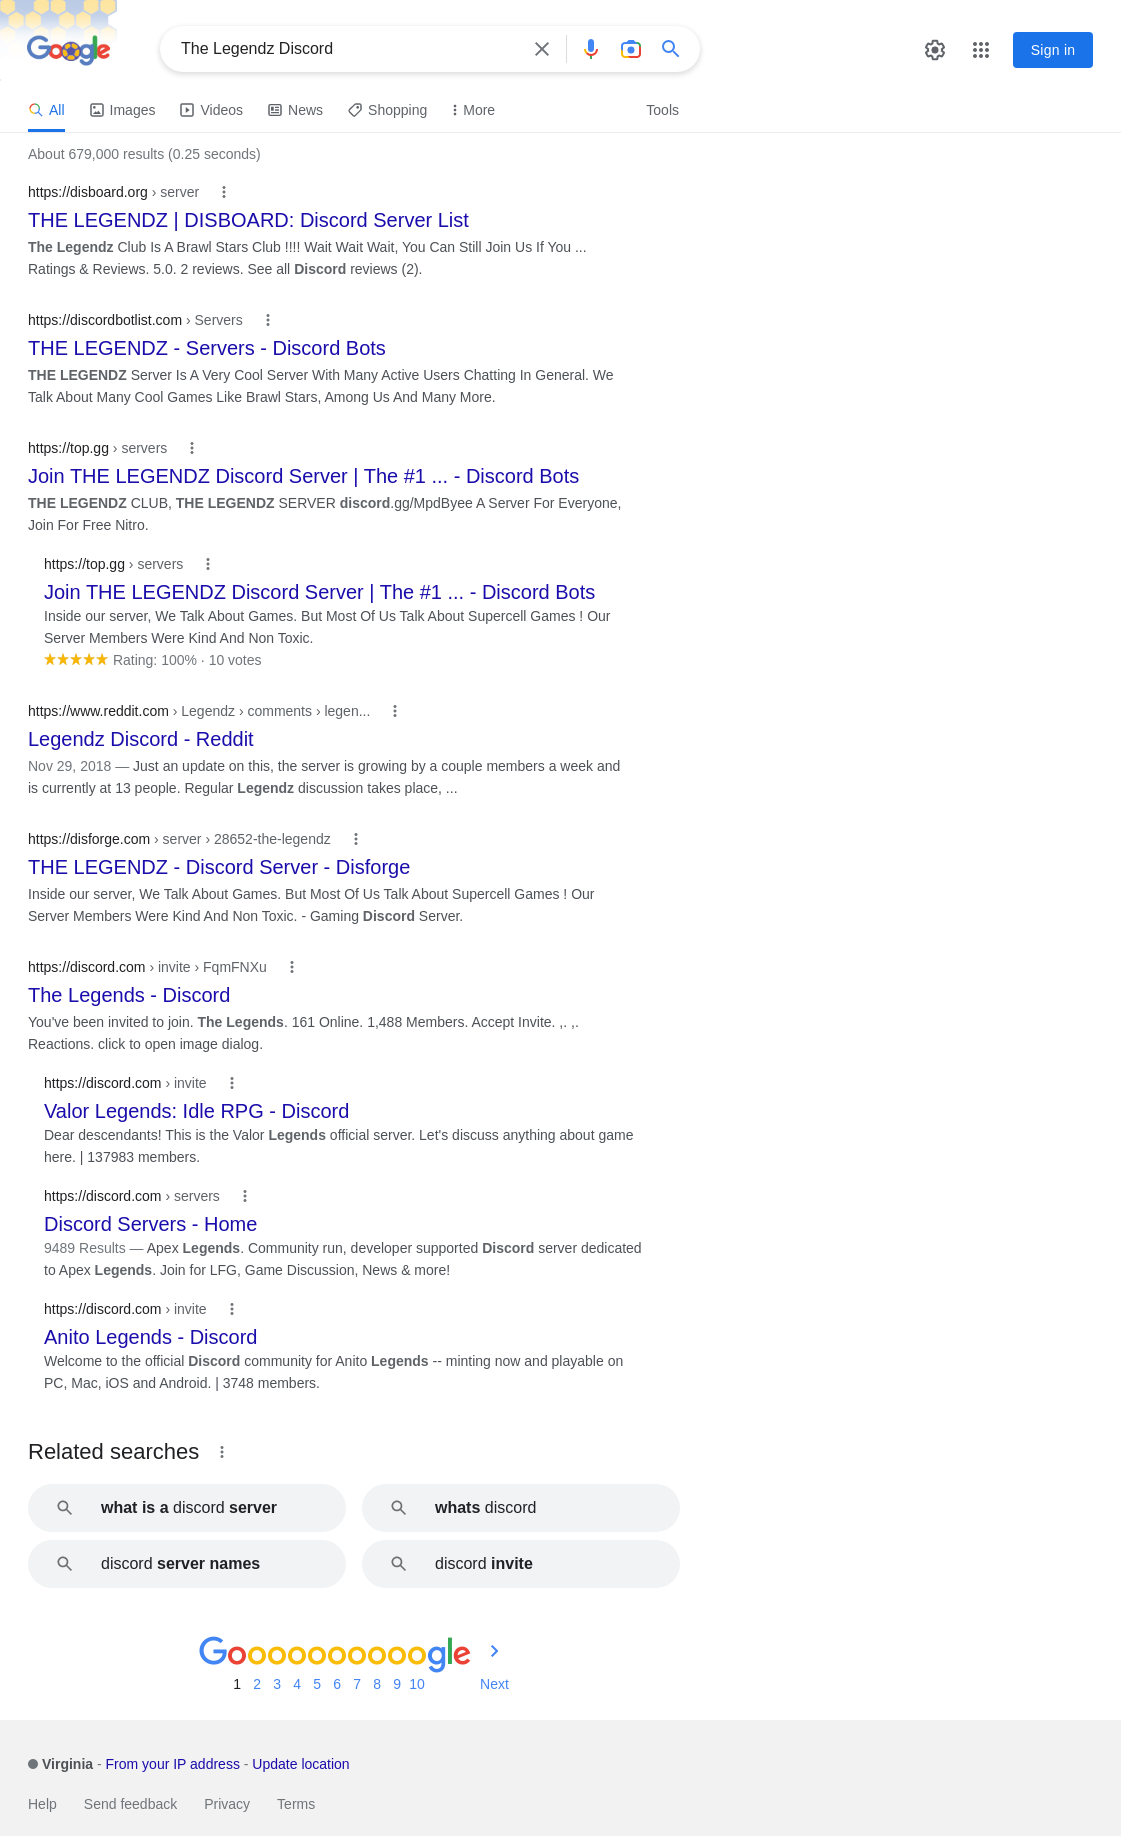 Google
The Legendz Discord
Sign in
All
Images
Videos
News
Shopping
More
Tools
About 679,000 results (0.25 seconds)
https://disboard.org › server
THE LEGENDZ | DISBOARD: Discord Server List
The Legendz Club Is A Brawl Stars Club !!!! Wait Wait Wait, You Can Still Join Us If You ...
Ratings & Reviews. 5.0. 2 reviews. See all Discord reviews (2).
https://discordbotlist.com › Servers
THE LEGENDZ - Servers - Discord Bots
THE LEGENDZ Server Is A Very Cool Server With Many Active Users Chatting In General. We
Talk About Many Cool Games Like Brawl Stars, Among Us And Many More.
https://top.gg › servers
Join THE LEGENDZ Discord Server | The #1 ... - Discord Bots
THE LEGENDZ CLUB, THE LEGENDZ SERVER discord.gg/MpdByee A Server For Everyone,
Join For Free Nitro.
https://top.gg › servers
Join THE LEGENDZ Discord Server | The #1 ... - Discord Bots
Inside our server, We Talk About Games. But Most Of Us Talk About Supercell Games ! Our
Server Members Were Kind And Non Toxic.
Rating: 100% · 10 votes
https://www.reddit.com › Legendz › comments › legen...
Legendz Discord - Reddit
Nov 29, 2018 — Just an update on this, the server is growing by a couple members a week and
is currently at 13 people. Regular Legendz discussion takes place, ...
https://disforge.com › server › 28652-the-legendz
THE LEGENDZ - Discord Server - Disforge
Inside our server, We Talk About Games. But Most Of Us Talk About Supercell Games ! Our
Server Members Were Kind And Non Toxic. - Gaming Discord Server.
https://discord.com › invite › FqmFNXu
The Legends - Discord
You've been invited to join. The Legends. 161 Online. 1,488 Members. Accept Invite. ,. ,.
Reactions. click to open image dialog.
https://discord.com › invite
Valor Legends: Idle RPG - Discord
Dear descendants! This is the Valor Legends official server. Let's discuss anything about game
here. | 137983 members.
https://discord.com › servers
Discord Servers - Home
9489 Results — Apex Legends. Community run, developer supported Discord server dedicated
to Apex Legends. Join for LFG, Game Discussion, News & more!
https://discord.com › invite
Anito Legends - Discord
Welcome to the official Discord community for Anito Legends -- minting now and playable on
PC, Mac, iOS and Android. | 3748 members.
Related searches
what is a discord server
whats discord
discord server names
discord invite
Goooooooooogle
1 2 3 4 5 6 7 8 9 10 Next
Virginia - From your IP address - Update location
Help Send feedback Privacy Terms